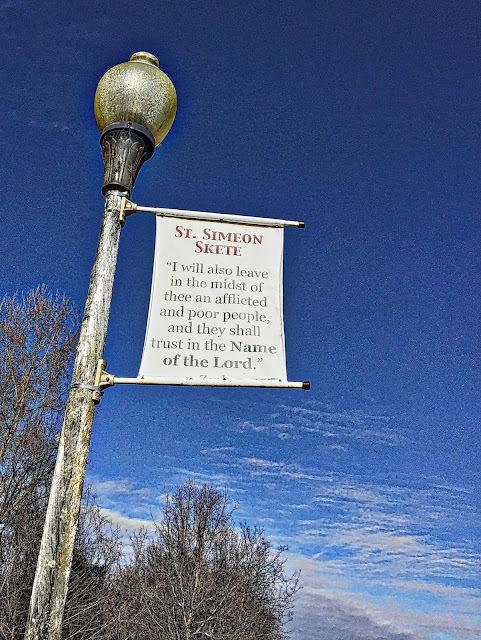 St. Simeon
Skete
“I will also leave
in the midst of
thee an afflicted
and poor people,
and they shall
trust in the Name
of the Lord.”